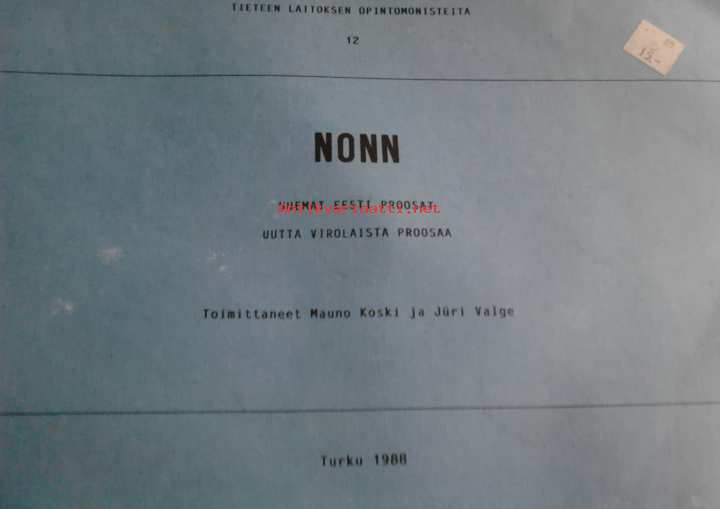 TIETEEN LAITOKSEN OPINTOMONISTEITA
12
15.-
NONN
UUEMAT EESTI PROOSAT
UUTTA VIROLAISTA PROOSAA
Toimittaneet Mauno Koski ja Jüri Valge
Turku 1988